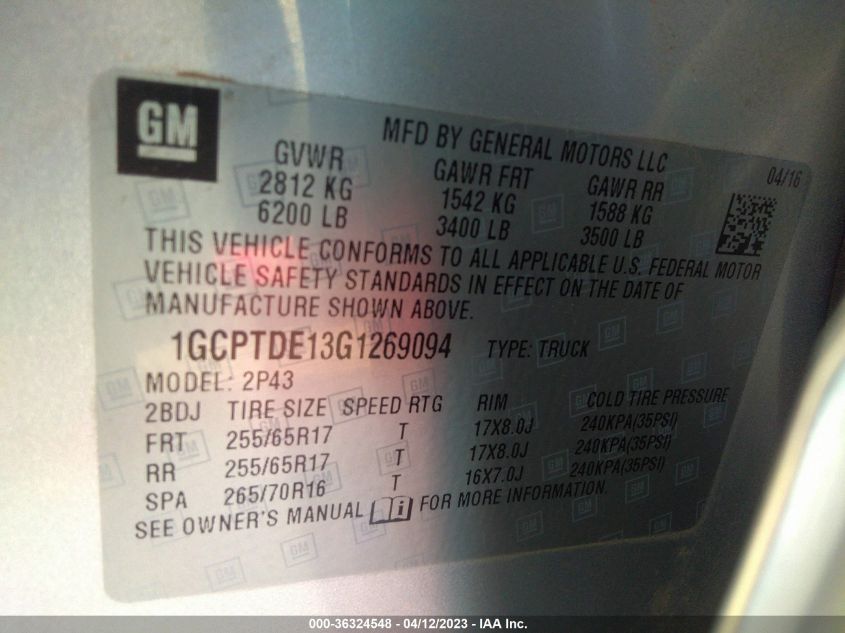 GM
MFD BY GENERAL MOTORS LLC
04/16
GVWR GAWR FRT GAWR RR
2812 KG 1542 KG 1588 KG
6200 LB 3400 LB 3500 LB
THIS VEHICLE CONFORMS TO ALL APPLICABLE U.S. FEDERAL MOTOR
VEHICLE SAFETY STANDARDS IN EFFECT ON THE DATE OF
MANUFACTURE SHOWN ABOVE.
1GCPTDE13G1269094 TYPE: TRUCK
MODEL: 2P43
2BDJ TIRE SIZE SPEED RTG RIM COLD TIRE PRESSURE
FRT 255/65R17 T 17X8.0J 240KPA(35PSI)
RR 255/65R17 T 17X8.0J 240KPA(35PSI)
SPA 265/70R16 T 16X7.0J 240KPA(35PSI)
SEE OWNER'S MANUAL i FOR MORE INFORMATION.
000-36324548 - 04/12/2023 - IAA Inc.